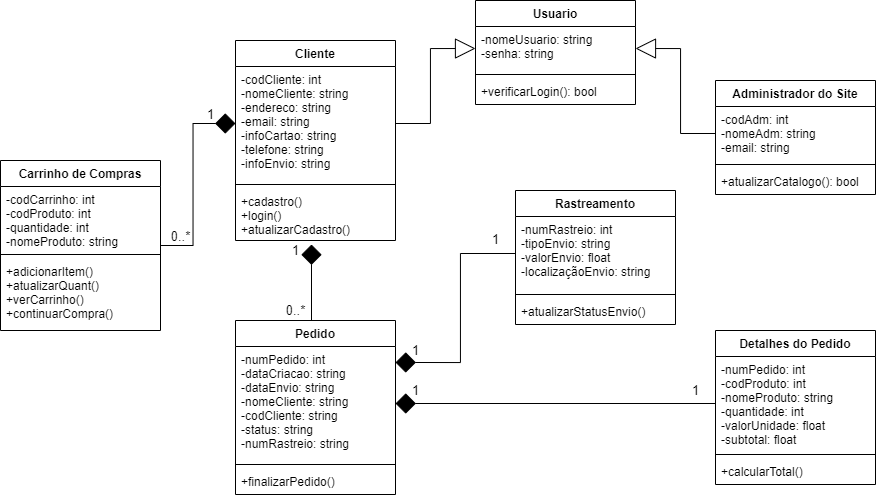 Usuario
-nomeUsuario: string
-senha: string
+verificarLogin(): bool
Cliente
-codCliente: int
-nomeCliente: string
-endereco: string
-email: string
-infoCartao: string
-telefone: string
-infoEnvio: string
+cadastro()
+login()
+atualizarCadastro()
Administrador do Site
-codAdm: int
-nomeAdm: string
-email: string
+atualizarCatalogo(): bool
1
Carrinho de Compras
-codCarrinho: int
-codProduto: int
-quantidade: int
-nomeProduto: string
+adicionarItem()
+atualizarQuant()
+verCarrinho()
+continuarCompra()
0..*
1
0..*
Rastreamento
-numRastreio: int
-tipoEnvio: string
-valorEnvio: float
-localizaçãoEnvio: string
+atualizarStatusEnvio()
1
Pedido
-numPedido: int
-dataCriacao: string
-dataEnvio: string
-nomeCliente: string
-codCliente: string
-status: string
-numRastreio: string
+finalizarPedido()
1
1
1
Detalhes do Pedido
-numPedido: int
-codProduto: int
-nomeProduto: string
-quantidade: int
-valorUnidade: float
-subtotal: float
+calcularTotal()